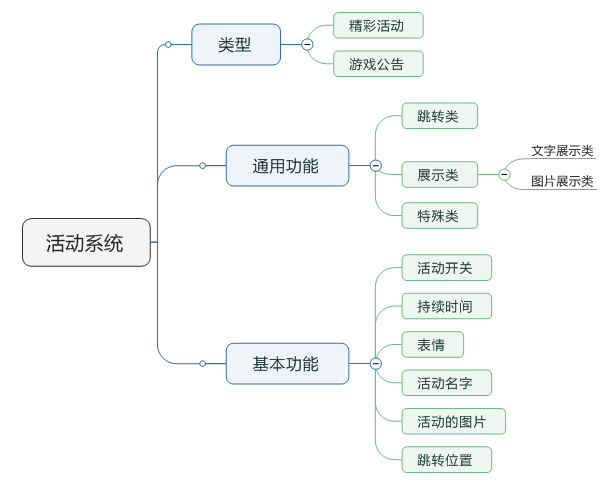 活动系统
类型
精彩活动
游戏公告
通用功能
跳转类
展示类
文字展示类
图片展示类
特殊类
基本功能
活动开关
持续时间
表情
活动名字
活动的图片
跳转位置